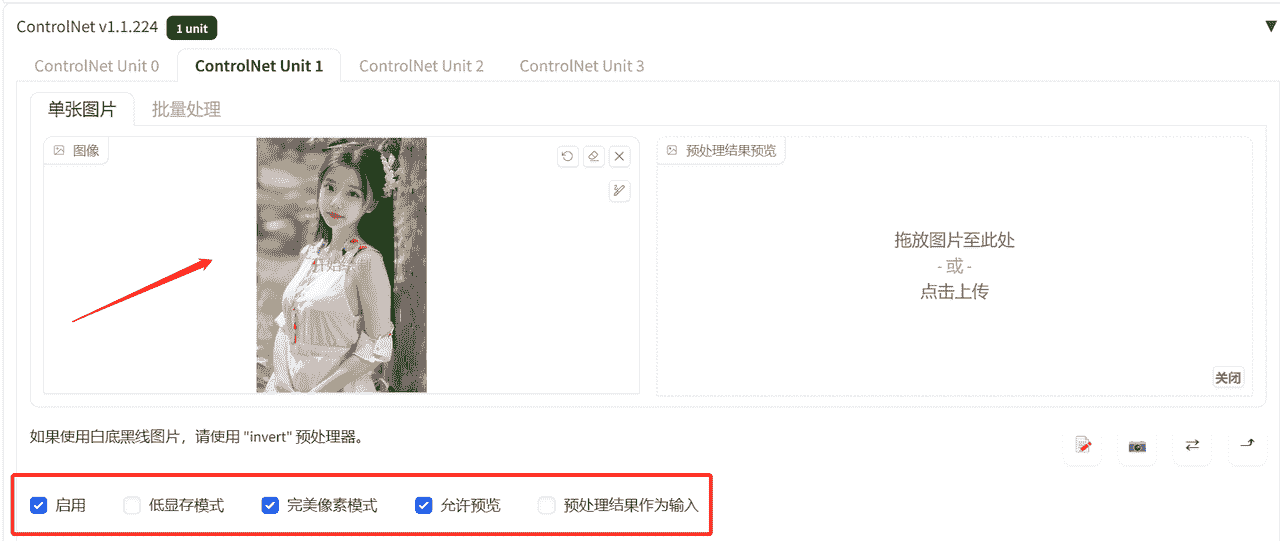 ControlNet v1.1.224 1 unit ▼
ControlNet Unit 0 ControlNet Unit 1 ControlNet Unit 2 ControlNet Unit 3
单张图片 批量处理
图像 预处理结果预览
拖放图片至此处
- 或 -
点击上传
关闭
如果使用白底黑线图片，请使用 "invert" 预处理器。
启用 低显存模式 完美像素模式 允许预览 预处理结果作为输入